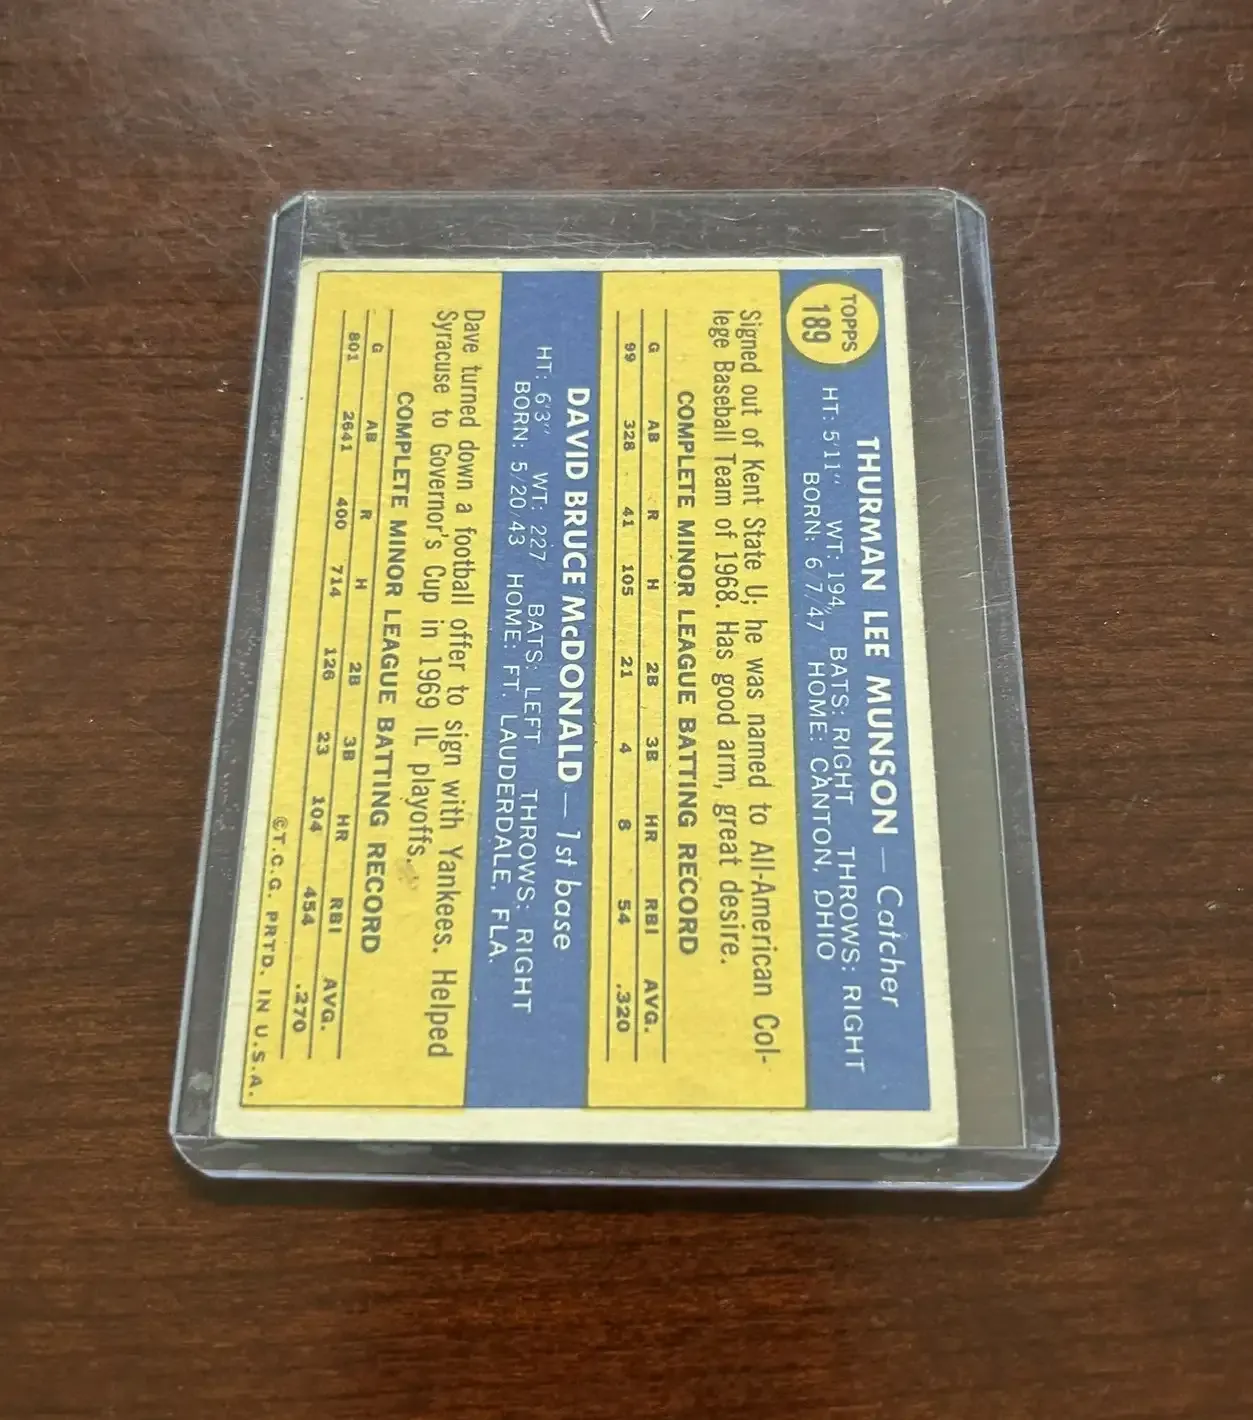 TOPPS
189
THURMAN LEE MUNSON — Catcher
HT: 5'11" WT: 194 BATS: RIGHT THROWS: RIGHT
BORN: 6/7/47 HOME: CANTON, OHIO
Signed out of Kent State U; he was named to All-American Col-
lege Baseball Team of 1968. Has good arm, great desire.
COMPLETE MINOR LEAGUE BATTING RECORD
G AB R H 2B 3B HR RBI AVG.
99 328 41 105 21 4 8 54 .320
DAVID BRUCE McDONALD — 1st base
HT: 6'3" WT: 227 BATS: LEFT THROWS: RIGHT
BORN: 5/20/43 HOME: FT. LAUDERDALE, FLA.
Dave turned down a football offer to sign with Yankees. Helped
Syracuse to Governor's Cup in 1969 IL playoffs.
COMPLETE MINOR LEAGUE BATTING RECORD
G AB R H 2B 3B HR RBI AVG.
801 2641 400 714 126 23 104 454 .270
©T.C.G. PRTD. IN U.S.A.